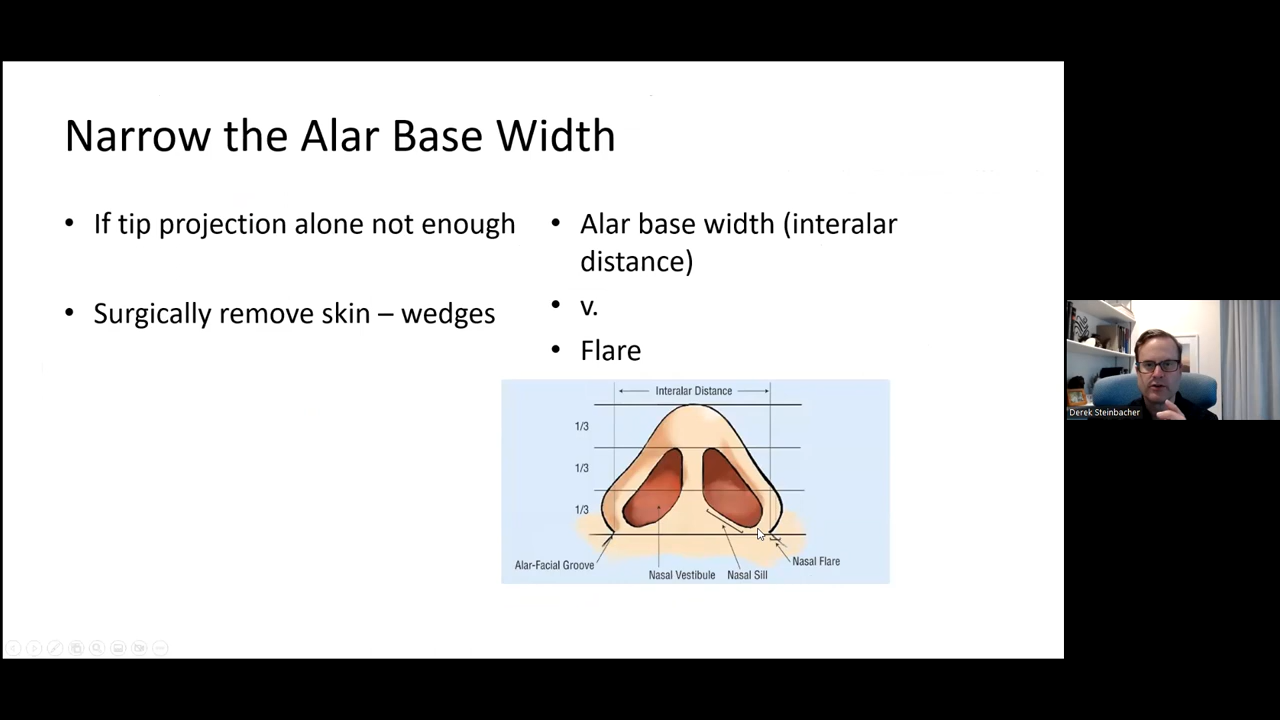 Narrow the Alar Base Width
• If tip projection alone not enough
• Surgically remove skin – wedges
• Alar base width (interalar
distance)
• v.
• Flare
Interalar Distance
1/3
1/3
1/3
Alar-Facial Groove
Nasal Vestibule
Nasal Sill
Nasal Flare
Derek Steinbacher